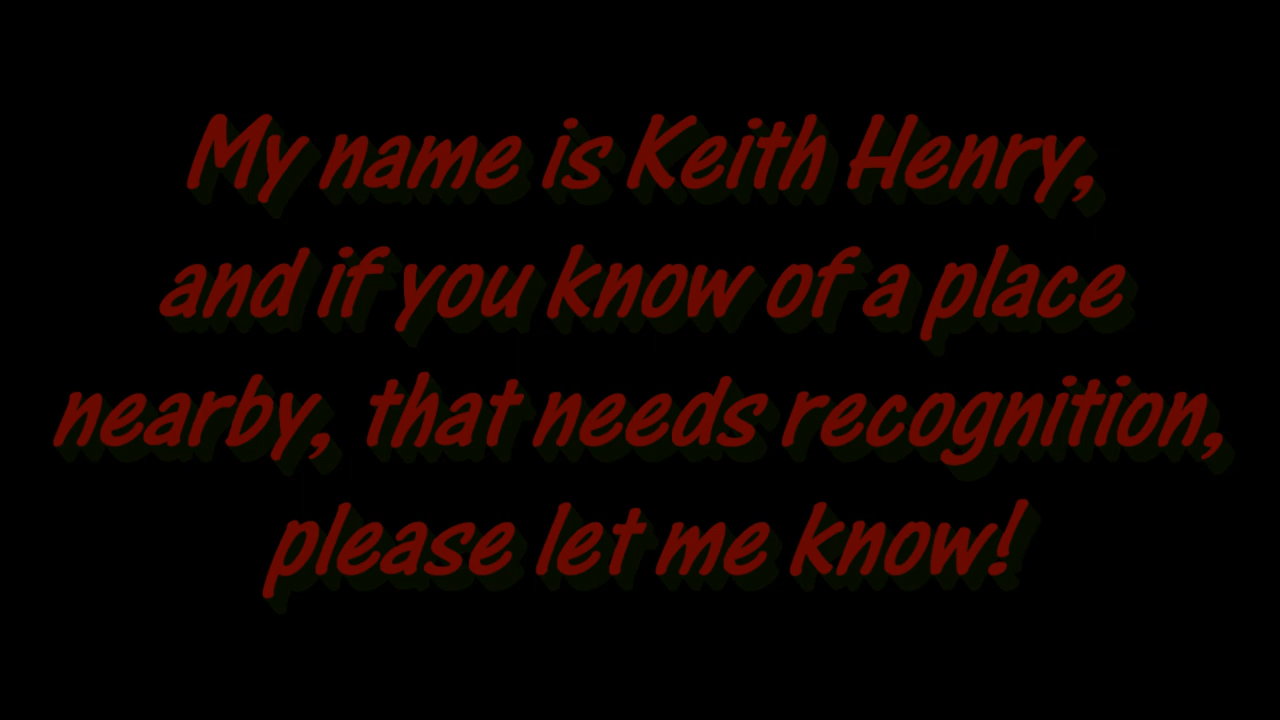 My name is Keith Henry,
and if you know of a place
nearby, that needs recognition,
please let me know!